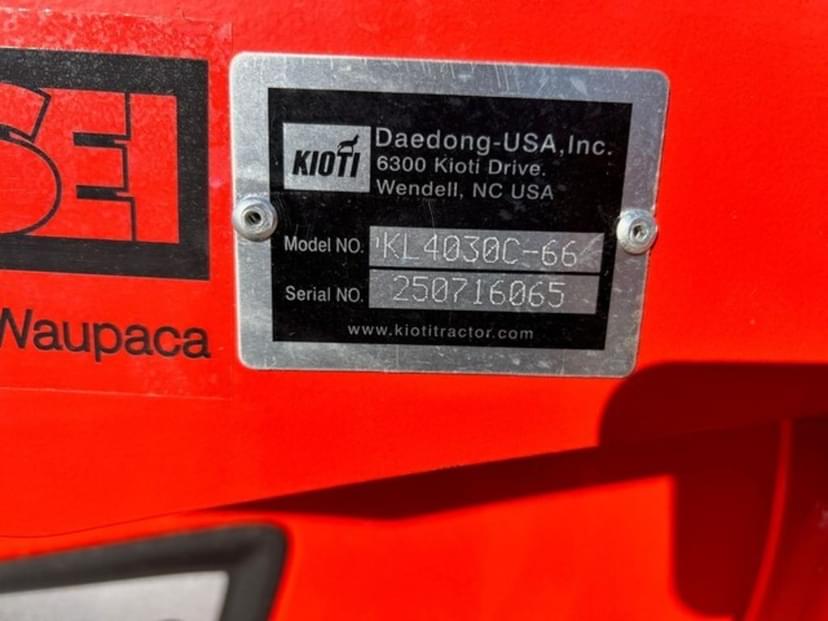 SEI
Waupaca
KIOTI
Daedong-USA,Inc.
6300 Kioti Drive.
Wendell, NC USA
Model NO. KL4030C-66
Serial NO. 250716065
www.kiotitractor.com